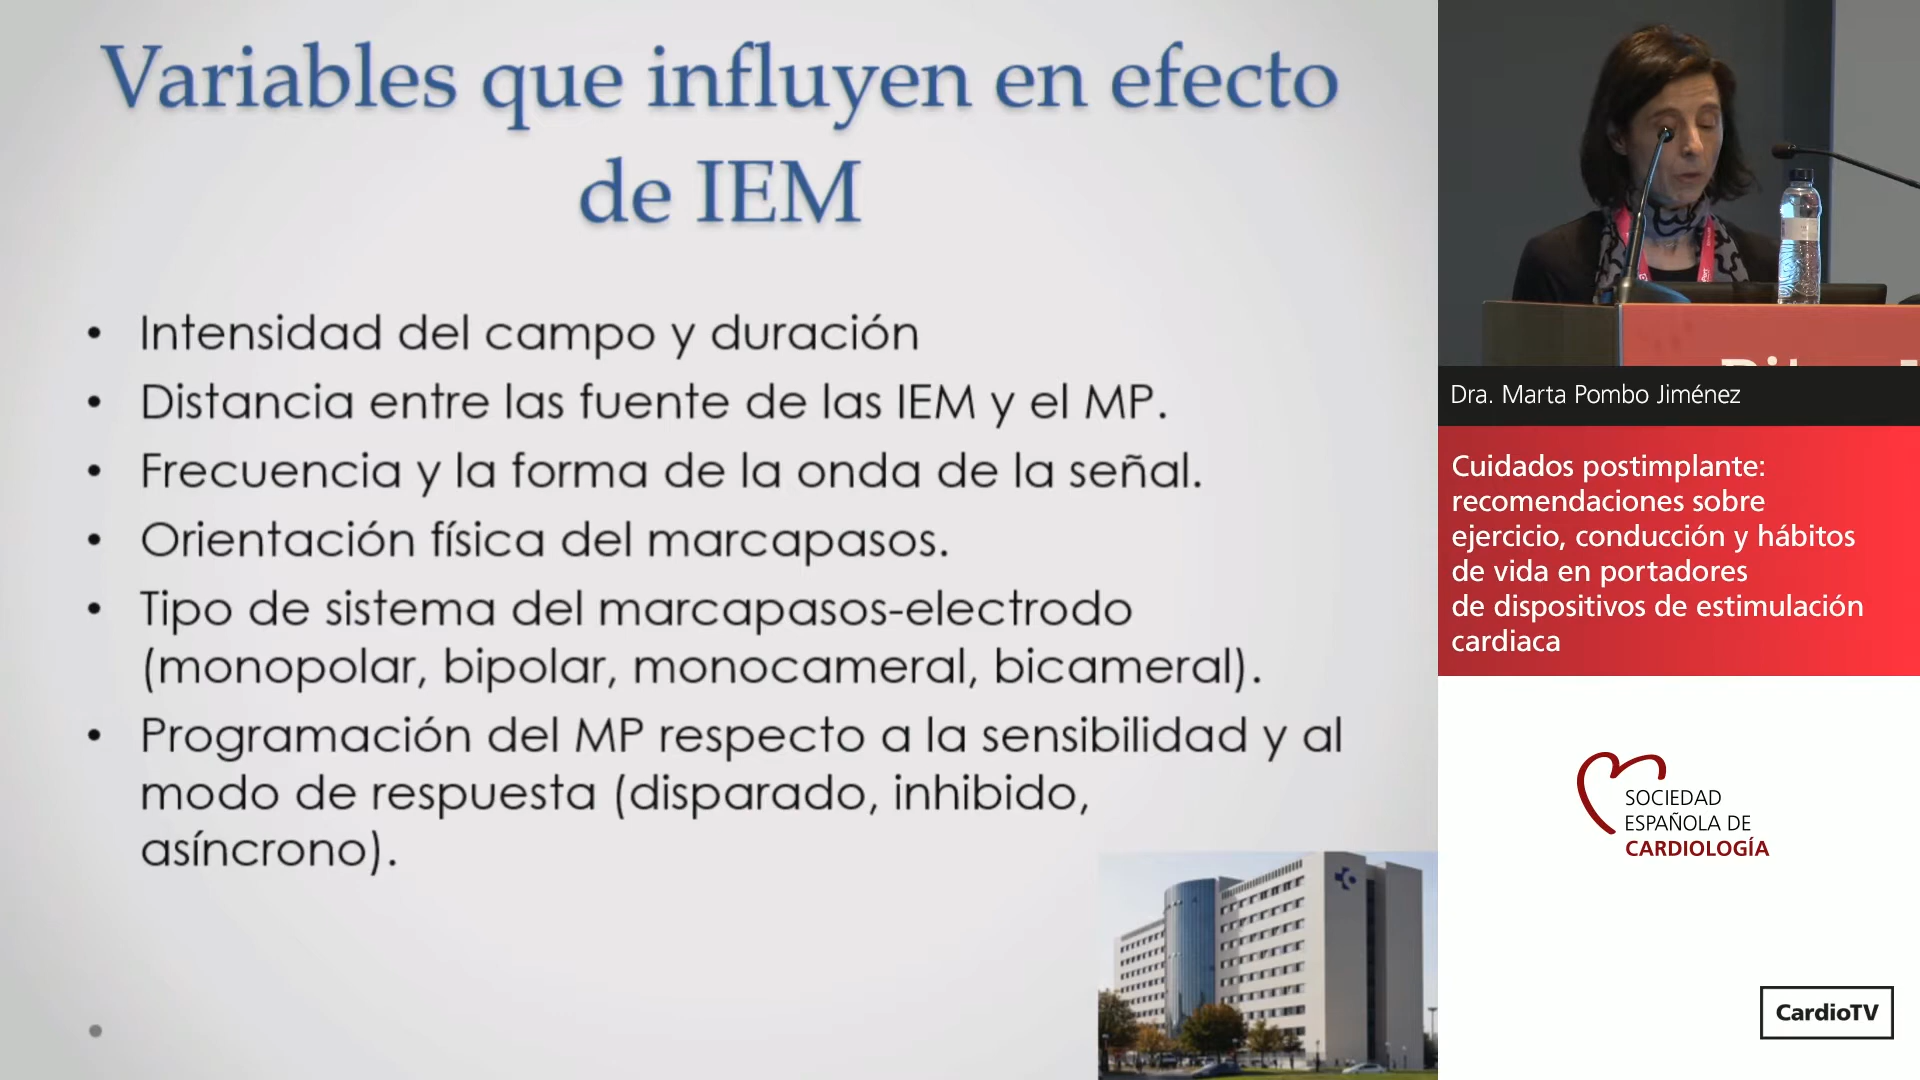 Variables que influyen en efecto
de IEM
• Intensidad del campo y duración
• Distancia entre las fuente de las IEM y el MP.
• Frecuencia y la forma de la onda de la señal.
• Orientación física del marcapasos.
• Tipo de sistema del marcapasos-electrodo
(monopolar, bipolar, monocameral, bicameral).
• Programación del MP respecto a la sensibilidad y al
modo de respuesta (disparado, inhibido,
asíncrono).
Dra. Marta Pombo Jiménez
Cuidados postimplante:
recomendaciones sobre
ejercicio, conducción y hábitos
de vida en portadores
de dispositivos de estimulación
cardiaca
SOCIEDAD
ESPAÑOLA DE
CARDIOLOGÍA
CardioTV